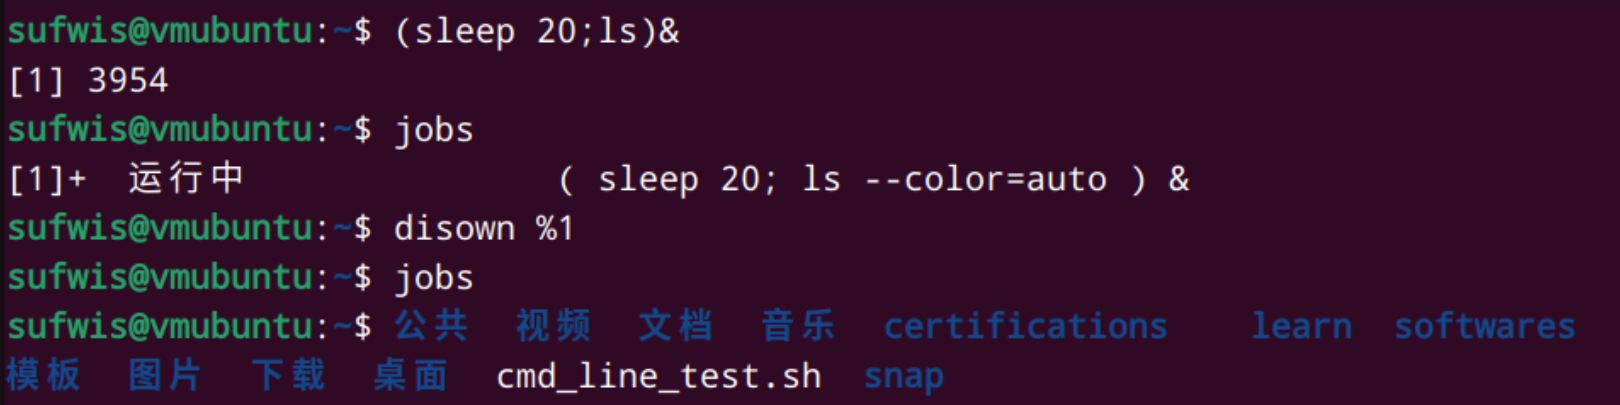 sufwis@vmubuntu:~$ (sleep 20;ls)&
[1] 3954
sufwis@vmubuntu:~$ jobs
[1]+  运行中               ( sleep 20; ls --color=auto ) &
sufwis@vmubuntu:~$ disown %1
sufwis@vmubuntu:~$ jobs
sufwis@vmubuntu:~$ 公共  视频  文档  音乐  certifications    learn  softwares
模板  图片  下载  桌面  cmd_line_test.sh  snap